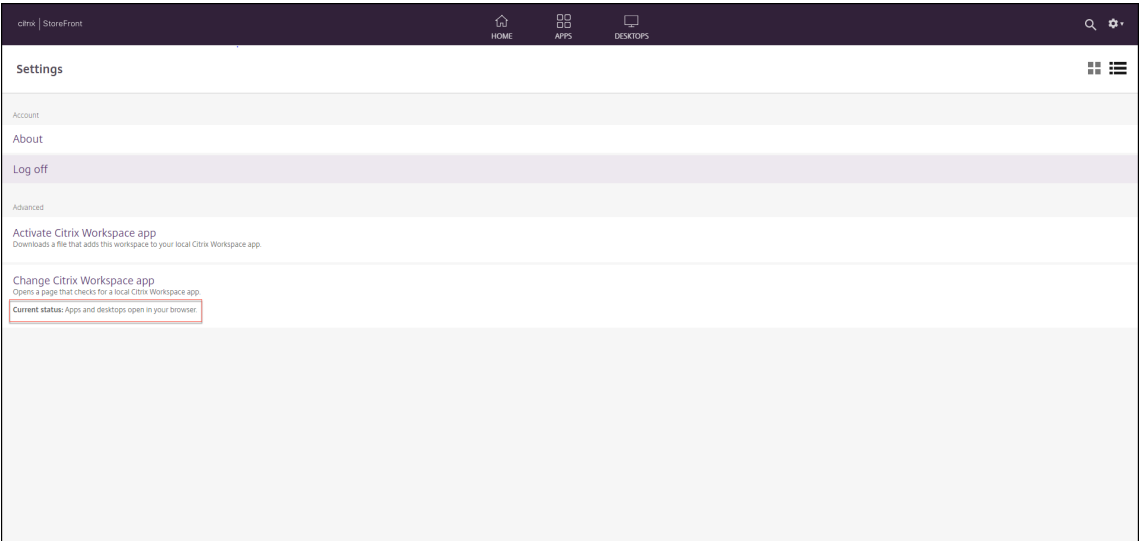 citrix | StoreFront
HOME
APPS
DESKTOPS
Settings
Account
About
Log off
Advanced
Activate Citrix Workspace app
Downloads a file that adds this workspace to your local Citrix Workspace app.
Change Citrix Workspace app
Opens a page that checks for a local Citrix Workspace app.
Current status: Apps and desktops open in your browser.